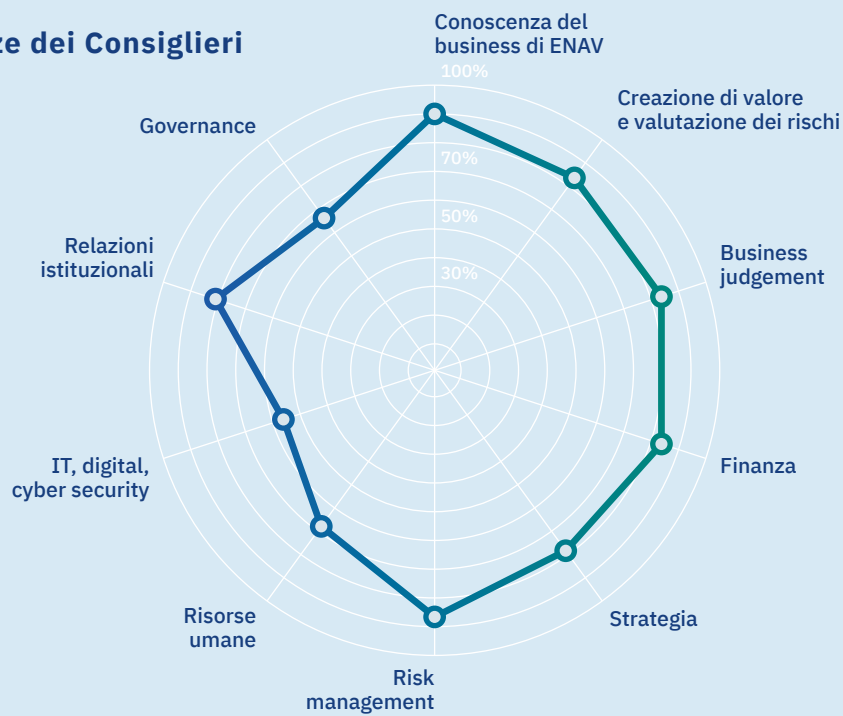 ze dei Consiglieri
Conoscenza del
business di ENAV
100%
Creazione di valore
e valutazione dei rischi
Governance
70%
50%
Relazioni
istituzionali
Business
judgement
30%
IT, digital,
cyber security
Finanza
Risorse
umane
Strategia
Risk
management